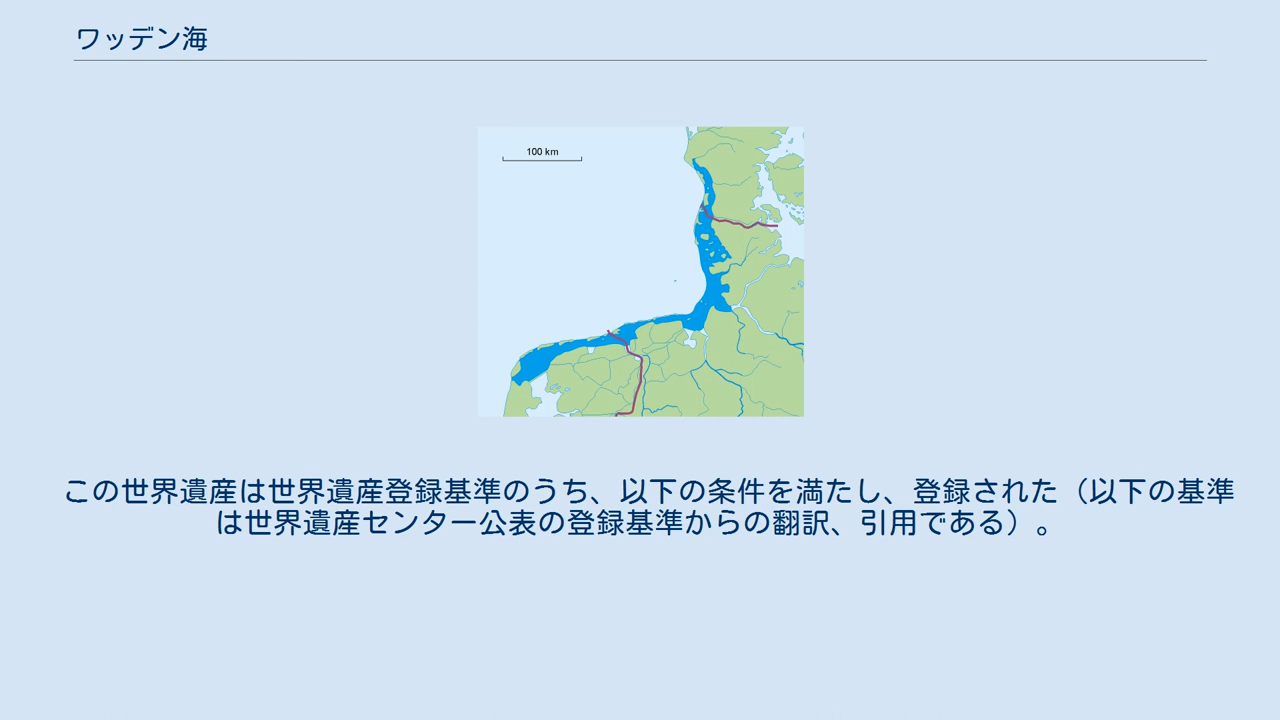 ワッデン海
100 km
この世界遺産は世界遺産登録基準のうち、以下の条件を満たし、登録された（以下の基準
は世界遺産センター公表の登録基準からの翻訳、引用である）。